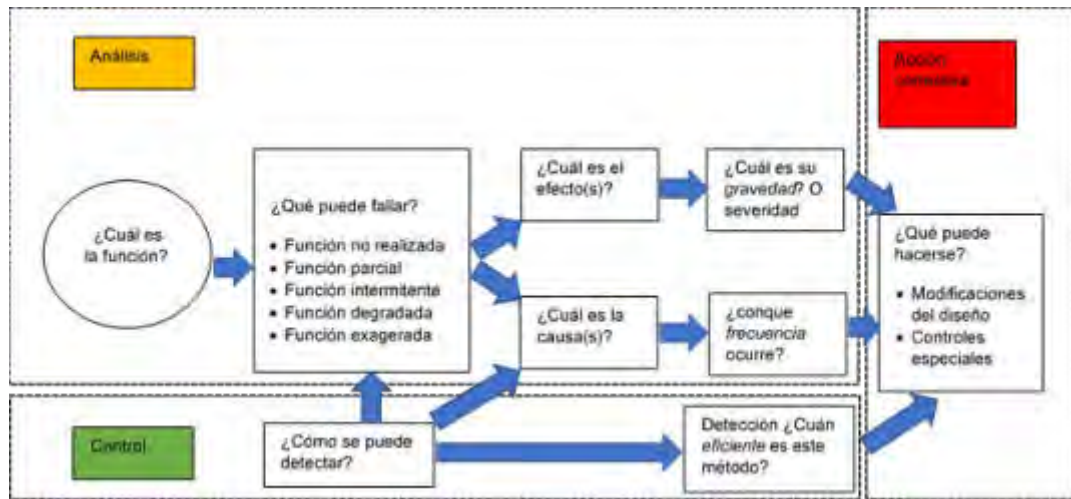 Análisis
Acción
correctiva
¿Cuál es
la función?
¿Qué puede fallar?
• Función no realizada
• Función parcial
• Función intermitente
• Función degradada
• Función exagerada
¿Cuál es el
efecto(s)?
¿Cuál es su
gravedad? O
severidad
¿Cuál es la
causa(s)?
¿conque
frecuencia
ocurre?
¿Qué puede
hacerse?
• Modificaciones
del diseño
• Controles
especiales
Control
¿Cómo se puede
detectar?
Detección ¿Cuán
eficiente es este
método?